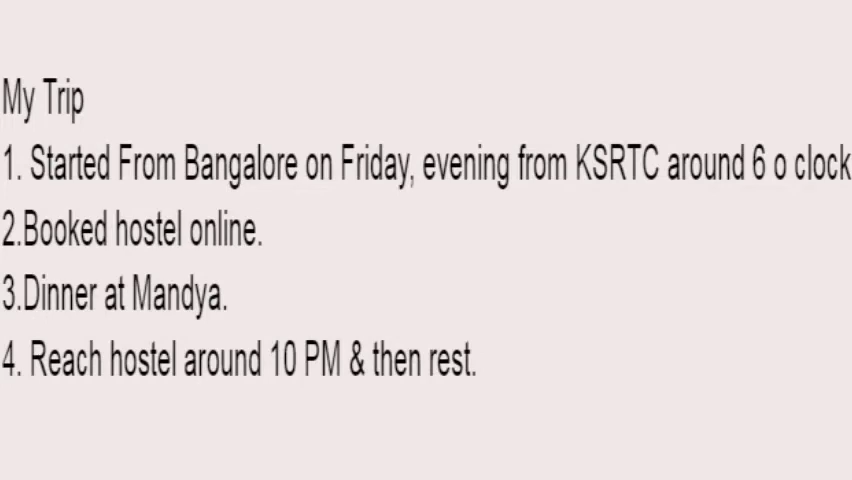 My Trip
1. Started From Bangalore on Friday, evening from KSRTC around 6 o clock
2.Booked hostel online.
3.Dinner at Mandya.
4. Reach hostel around 10 PM & then rest.